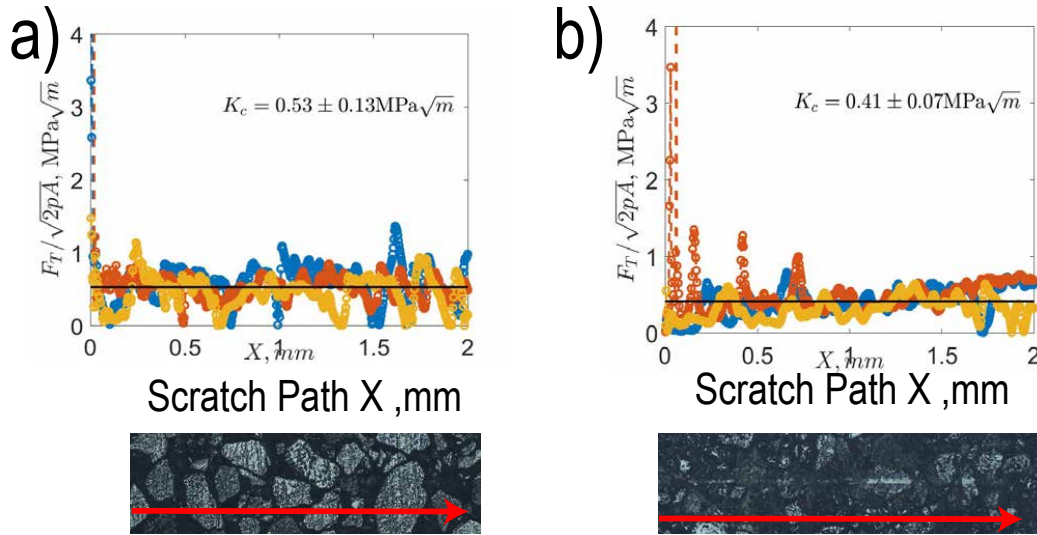 a)
4
3
2
1
0
F_T/√2pA, MPa√m
K_c = 0.53 ± 0.13MPa√m
0 0.5 1 1.5 2
X, mm
Scratch Path X ,mm
b)
4
3
2
1
0
F_T/√2pA, MPa√m
K_c = 0.41 ± 0.07MPa√m
0 0.5 1 1.5 2
X, mm
Scratch Path X ,mm